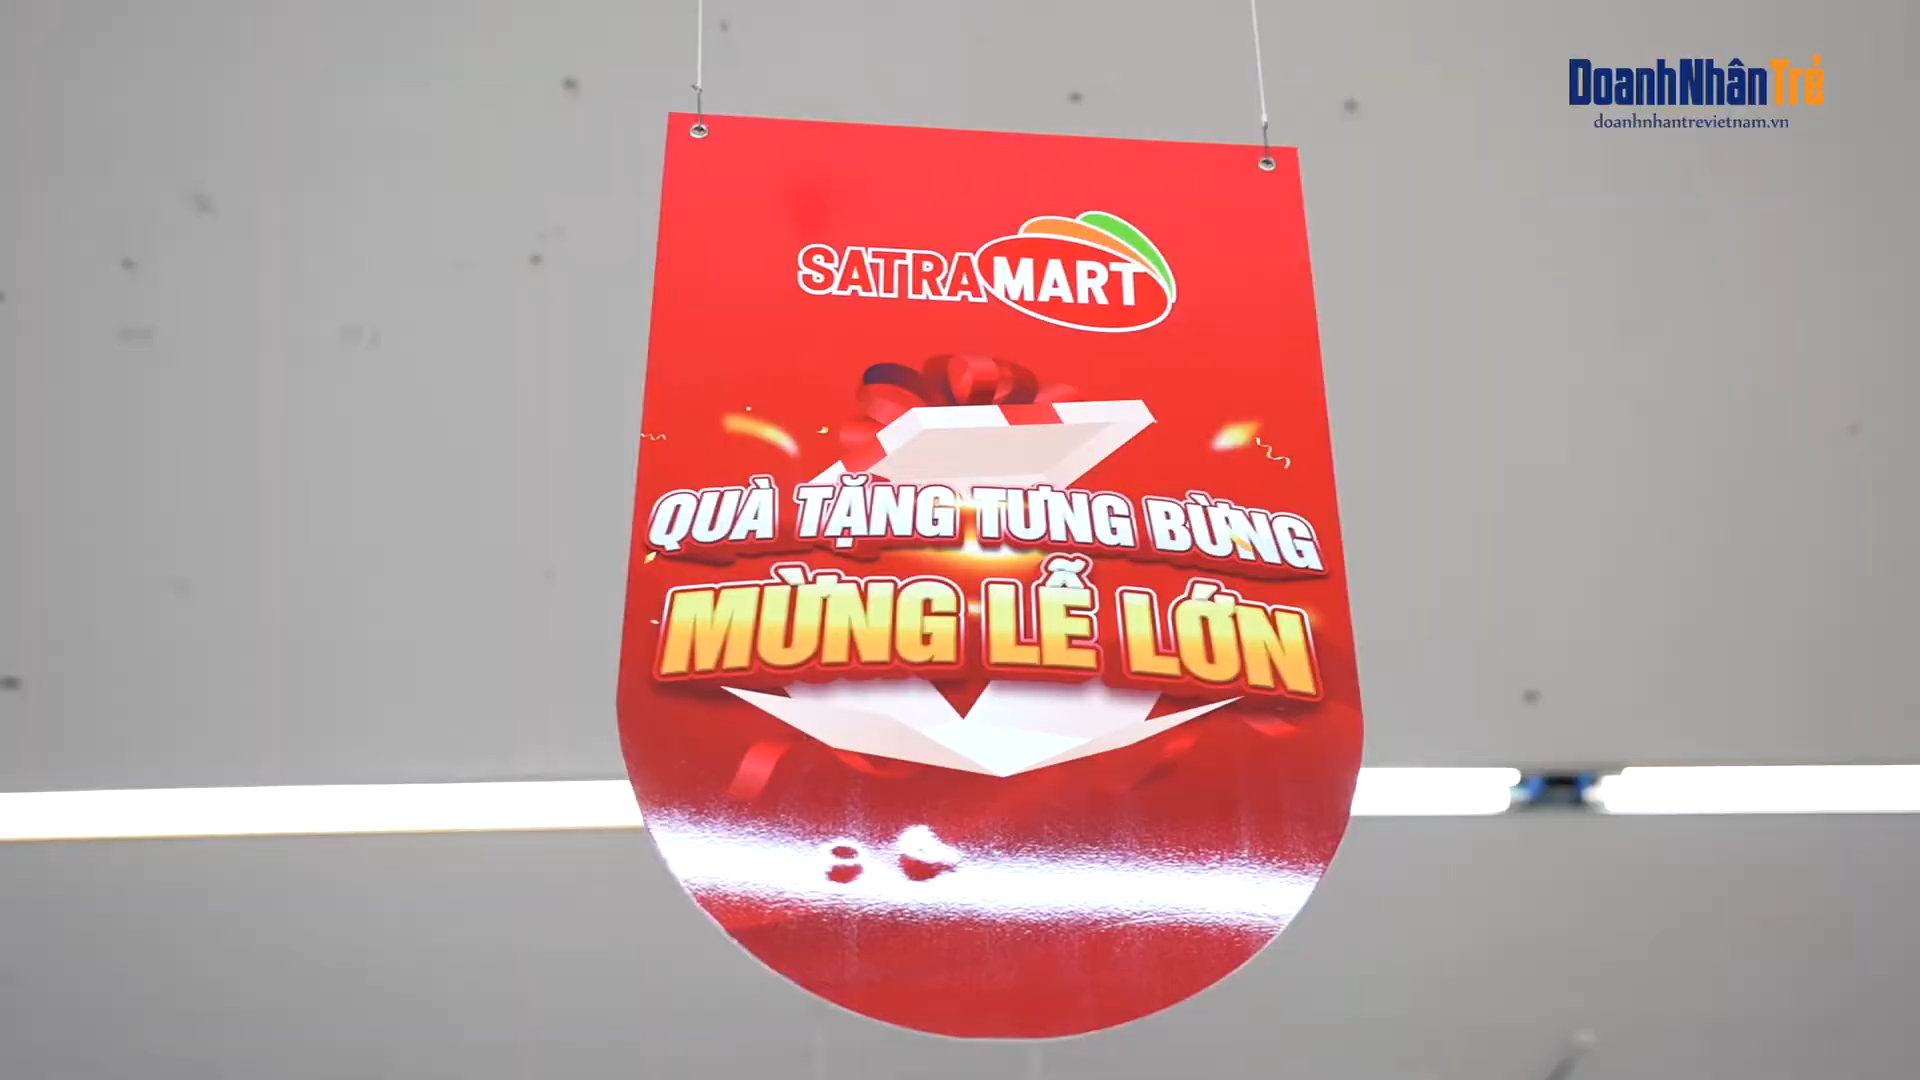 DoanhNhânTrẻ
doanhnhantrevietnam.vn
SATRAMART
QUÀ TẶNG TƯNG BỪNG
MỪNG LỄ LỚN